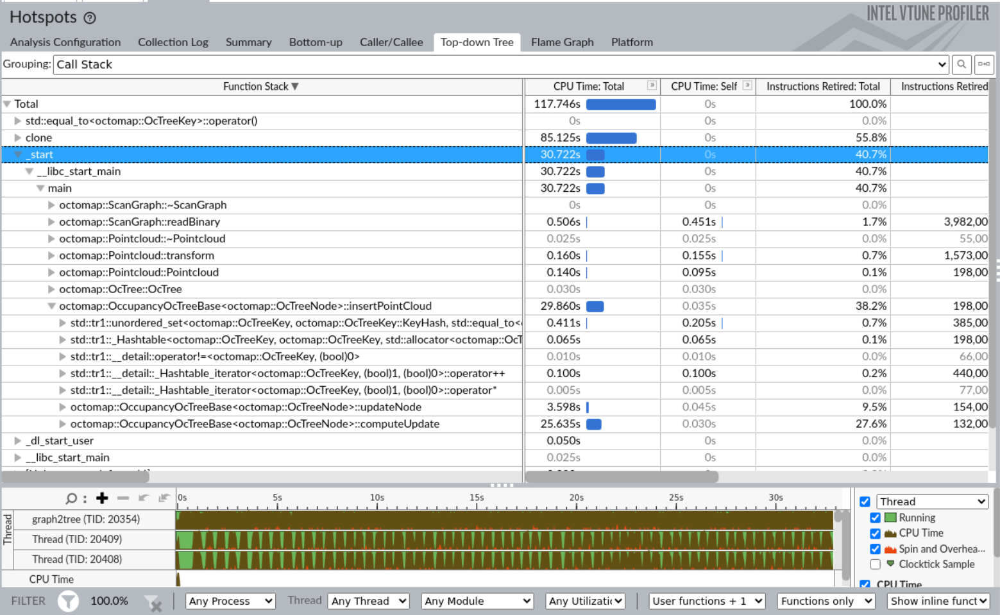 Hotspots ?
INTEL VTUNE PROFILER
Analysis Configuration Collection Log Summary Bottom-up Caller/Callee Top-down Tree Flame Graph Platform
Grouping: Call Stack
Function Stack CPU Time: Total CPU Time: Self Instructions Retired: Total Instructions Retired
Total 117.746s 0s 100.0%
std::equal_to<octomap::OcTreeKey>::operator() 0s 0s 0.0%
clone 85.125s 0s 55.8%
_start 30.722s 0s 40.7%
__libc_start_main 30.722s 0s 40.7%
main 30.722s 0s 40.7%
octomap::ScanGraph::~ScanGraph 0s 0s 0.0%
octomap::ScanGraph::readBinary 0.506s 0.451s 1.7% 3,982,00
octomap::Pointcloud::~Pointcloud 0.025s 0.025s 0.0% 55,00
octomap::Pointcloud::transform 0.160s 0.155s 0.7% 1,573,00
octomap::Pointcloud::Pointcloud 0.140s 0.095s 0.1% 198,00
octomap::OcTree::OcTree 0.030s 0.030s 0.0%
octomap::OccupancyOcTreeBase<octomap::OcTreeNode>::insertPointCloud 29.860s 0.035s 38.2% 198,00
std::tr1::unordered_set<octomap::OcTreeKey, octomap::OcTreeKey::KeyHash, std::equal_to<o 0.411s 0.205s 0.7% 385,00
std::tr1::_Hashtable<octomap::OcTreeKey, octomap::OcTreeKey, std::allocator<octomap::OcT 0.065s 0.065s 0.1% 198,00
std::tr1::__detail::operator!=<octomap::OcTreeKey, (bool)0> 0.010s 0.010s 0.0% 66,00
std::tr1::__detail::_Hashtable_iterator<octomap::OcTreeKey, (bool)1, (bool)0>::operator++ 0.100s 0.100s 0.2% 440,00
std::tr1::__detail::_Hashtable_iterator<octomap::OcTreeKey, (bool)1, (bool)0>::operator* 0.005s 0.005s 0.0% 77,00
octomap::OccupancyOcTreeBase<octomap::OcTreeNode>::updateNode 3.598s 0.045s 9.5% 154,00
octomap::OccupancyOcTreeBase<octomap::OcTreeNode>::computeUpdate 25.635s 0.030s 27.6% 132,00
_dl_start_user 0.050s 0s 0.0%
__libc_start_main 0.025s 0s 0.0%
0s 5s 10s 15s 20s 25s 30s
Thread
graph2tree (TID: 20354)
Thread (TID: 20409)
Thread (TID: 20408)
CPU Time
Thread
Running
CPU Time
Spin and Overhea...
Clocktick Sample
CPU Time
FILTER 100.0% Any Process Thread Any Thread Any Module Any Utilizatic User functions + 1 Functions only Show inline funct